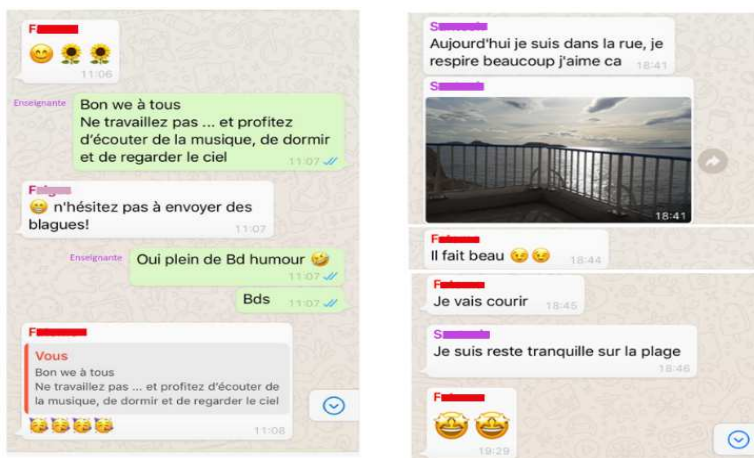 😊 🌻 🌻
11:06
Enseignante
Bon we à tous
Ne travaillez pas ... et profitez
d'écouter de la musique, de dormir
et de regarder le ciel 11:07
😁 n'hésitez pas à envoyer des
blagues! 11:07
Enseignante
Oui plein de Bd humour 🤣
11:07
Bds 11:07
Vous
Bon we à tous
Ne travaillez pas ... et profitez d'écouter de
la musique, de dormir et de regarder le ciel
🥳🥳🥳🥳 11:08
Aujourd'hui je suis dans la rue, je
respire beaucoup j'aime ca 18:41
18:41
Il fait beau 😉😉 18:44
Je vais courir 18:45
Je suis reste tranquille sur la plage
18:46
🤩🤩
19:29